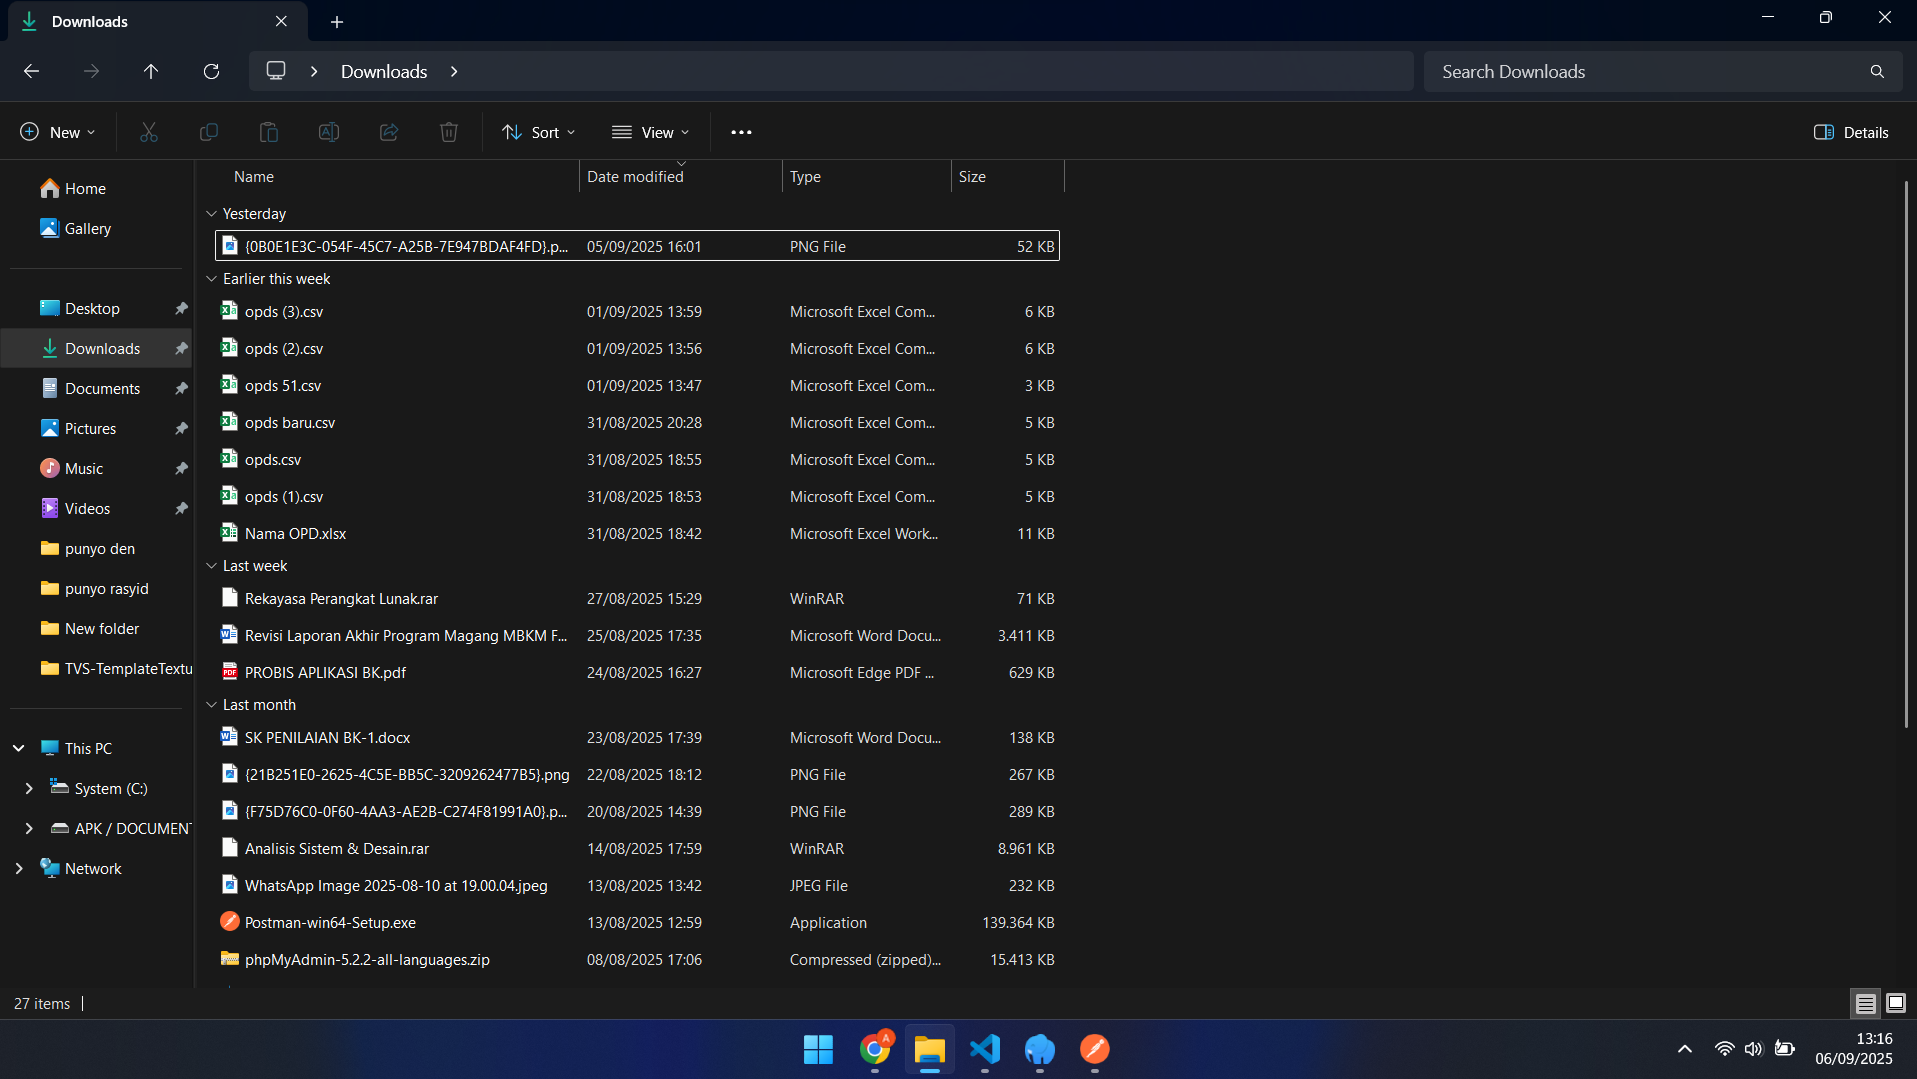 Downloads
Downloads
Search Downloads
New
Sort
View
Details
Name Date modified Type Size
Home
Gallery
Desktop
Downloads
Documents
Pictures
Music
Videos
punyo den
punyo rasyid
New folder
TVS-TemplateTextu
This PC
System (C:)
APK / DOCUMENT
Network
Yesterday
{0B0E1E3C-054F-45C7-A25B-7E947BDAF4FD}.p... 05/09/2025 16:01 PNG File 52 KB
Earlier this week
opds (3).csv 01/09/2025 13:59 Microsoft Excel Com... 6 KB
opds (2).csv 01/09/2025 13:56 Microsoft Excel Com... 6 KB
opds 51.csv 01/09/2025 13:47 Microsoft Excel Com... 3 KB
opds baru.csv 31/08/2025 20:28 Microsoft Excel Com... 5 KB
opds.csv 31/08/2025 18:55 Microsoft Excel Com... 5 KB
opds (1).csv 31/08/2025 18:53 Microsoft Excel Com... 5 KB
Nama OPD.xlsx 31/08/2025 18:42 Microsoft Excel Work... 11 KB
Last week
Rekayasa Perangkat Lunak.rar 27/08/2025 15:29 WinRAR 71 KB
Revisi Laporan Akhir Program Magang MBKM F... 25/08/2025 17:35 Microsoft Word Docu... 3.411 KB
PROBIS APLIKASI BK.pdf 24/08/2025 16:27 Microsoft Edge PDF ... 629 KB
Last month
SK PENILAIAN BK-1.docx 23/08/2025 17:39 Microsoft Word Docu... 138 KB
{21B251E0-2625-4C5E-BB5C-3209262477B5}.png 22/08/2025 18:12 PNG File 267 KB
{F75D76C0-0F60-4AA3-AE2B-C274F81991A0}.p... 20/08/2025 14:39 PNG File 289 KB
Analisis Sistem & Desain.rar 14/08/2025 17:59 WinRAR 8.961 KB
WhatsApp Image 2025-08-10 at 19.00.04.jpeg 13/08/2025 13:42 JPEG File 232 KB
Postman-win64-Setup.exe 13/08/2025 12:59 Application 139.364 KB
phpMyAdmin-5.2.2-all-languages.zip 08/08/2025 17:06 Compressed (zipped)... 15.413 KB
27 items
A
13:16
06/09/2025